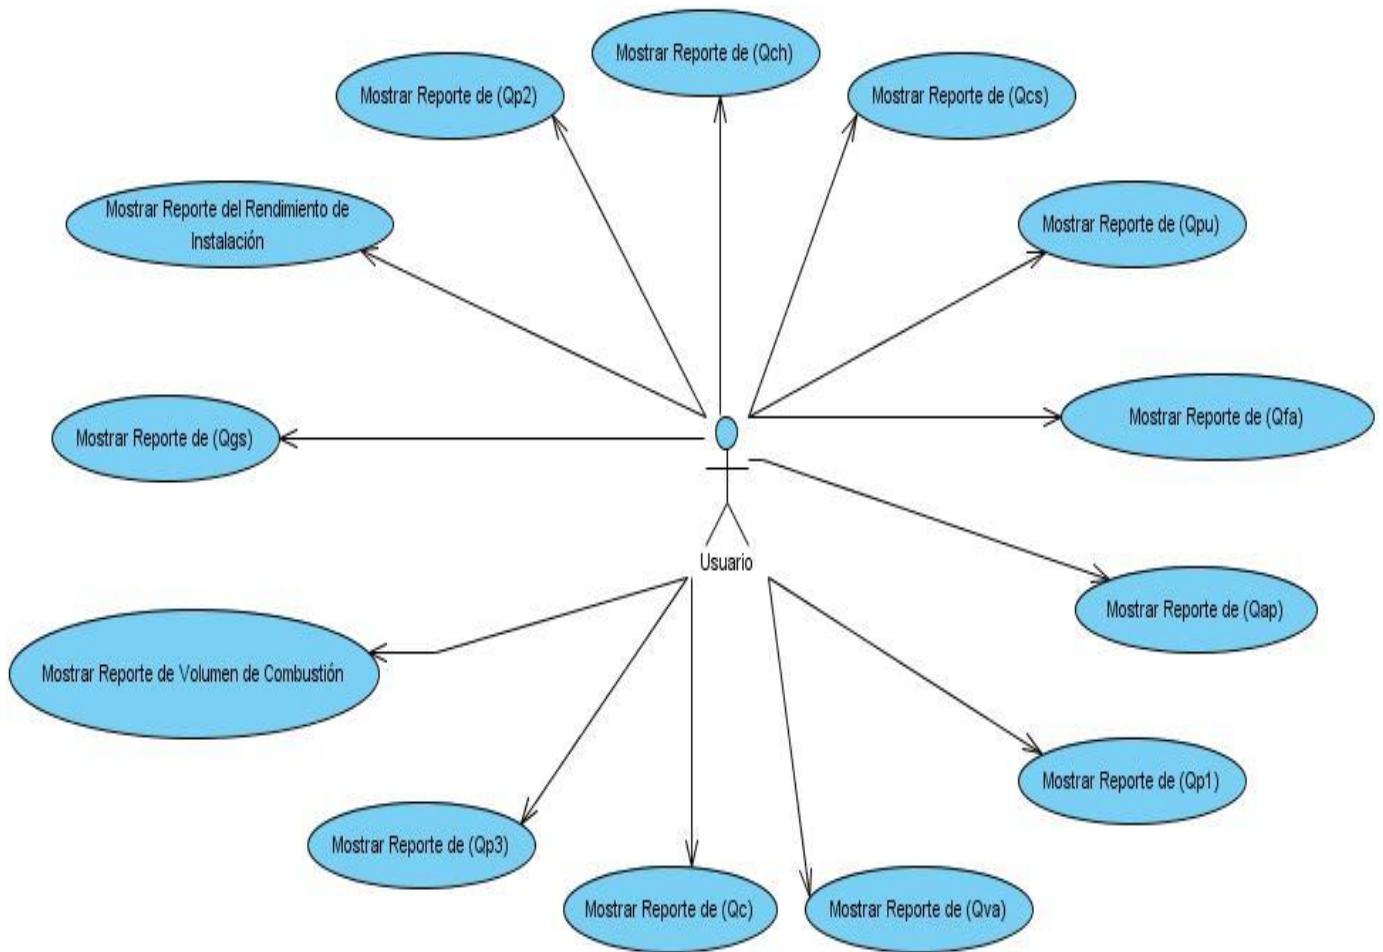 Mostrar Reporte de (Qch)
Mostrar Reporte de (Qp2)
Mostrar Reporte de (Qcs)
Mostrar Reporte del Rendimiento de
Instalación
Mostrar Reporte de (Qpu)
Mostrar Reporte de (Qgs)
Mostrar Reporte de (Qfa)
Usuario
Mostrar Reporte de (Qap)
Mostrar Reporte de Volumen de Combustión
Mostrar Reporte de (Qp1)
Mostrar Reporte de (Qp3)
Mostrar Reporte de (Qc)
Mostrar Reporte de (Qva)